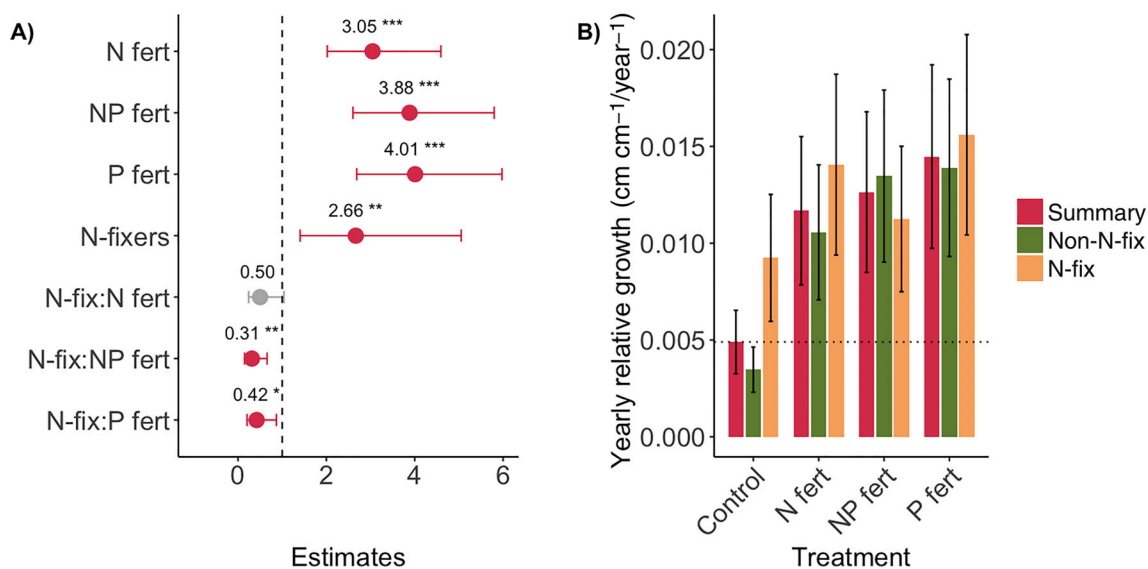 A)
N fert
NP fert
P fert
N-fixers
N-fix:N fert
N-fix:NP fert
N-fix:P fert
3.05 ***
3.88 ***
4.01 ***
2.66 **
0.50
0.31 **
0.42 *
0 2 4 6
Estimates
B)
Yearly relative growth (cm cm⁻¹/year⁻¹)
0.020
0.015
0.010
0.005
0.000
Control N fert NP fert P fert
Treatment
Summary
Non-N-fix
N-fix